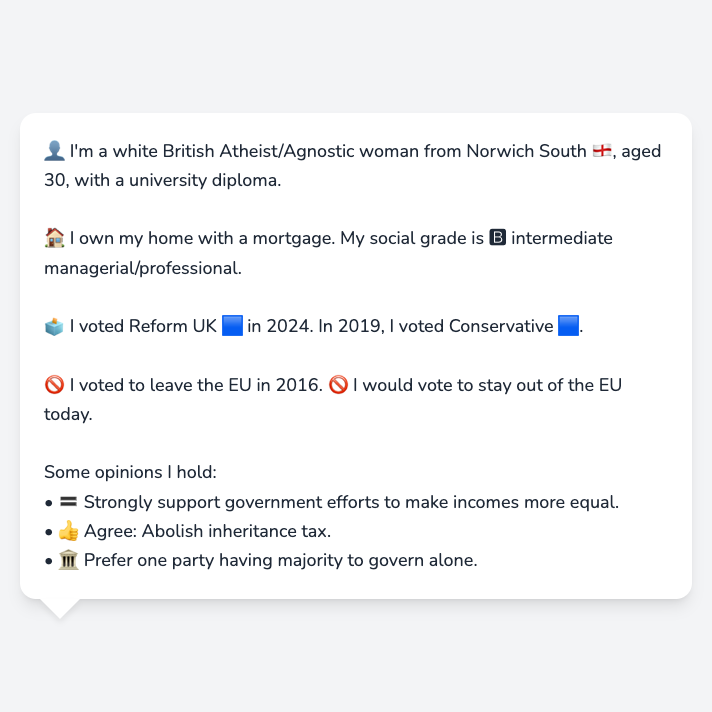 👤 I'm a white British Atheist/Agnostic woman from Norwich South 🏴󠁧󠁢󠁥󠁮󠁧󠁿, aged
30, with a university diploma.
🏠 I own my home with a mortgage. My social grade is 🅱 intermediate
managerial/professional.
🗳️ I voted Reform UK 🟦 in 2024. In 2019, I voted Conservative 🟦.
🚫 I voted to leave the EU in 2016. 🚫 I would vote to stay out of the EU
today.
Some opinions I hold:
• 🟰 Strongly support government efforts to make incomes more equal.
• 👍 Agree: Abolish inheritance tax.
• 🏛️ Prefer one party having majority to govern alone.